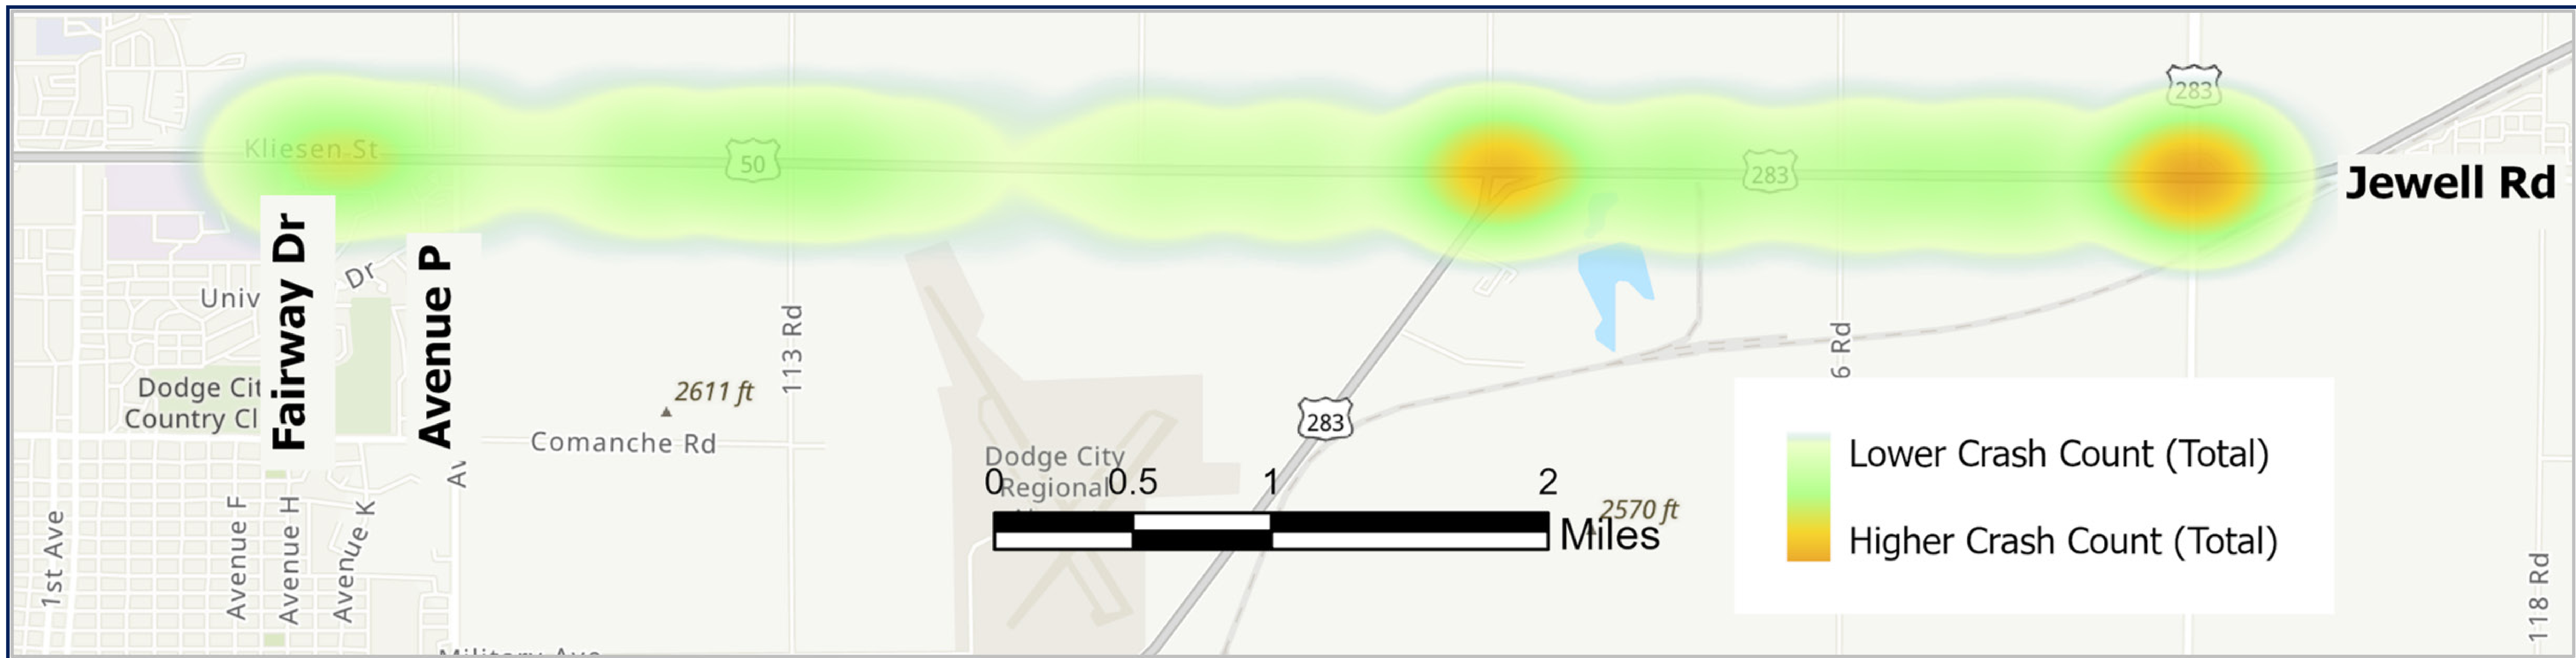 283
Kliesen St
50
283
Jewell Rd
Fairway Dr
Avenue P
Univ
Dr
113 Rd
6 Rd
Dodge Cit
Country Cl
2611 ft
Comanche Rd
283
Dodge City
Regional
0 0.5 1 2
Miles
2570 ft
Lower Crash Count (Total)
Higher Crash Count (Total)
1st Ave
Avenue F
Avenue H
Avenue K
Av
118 Rd